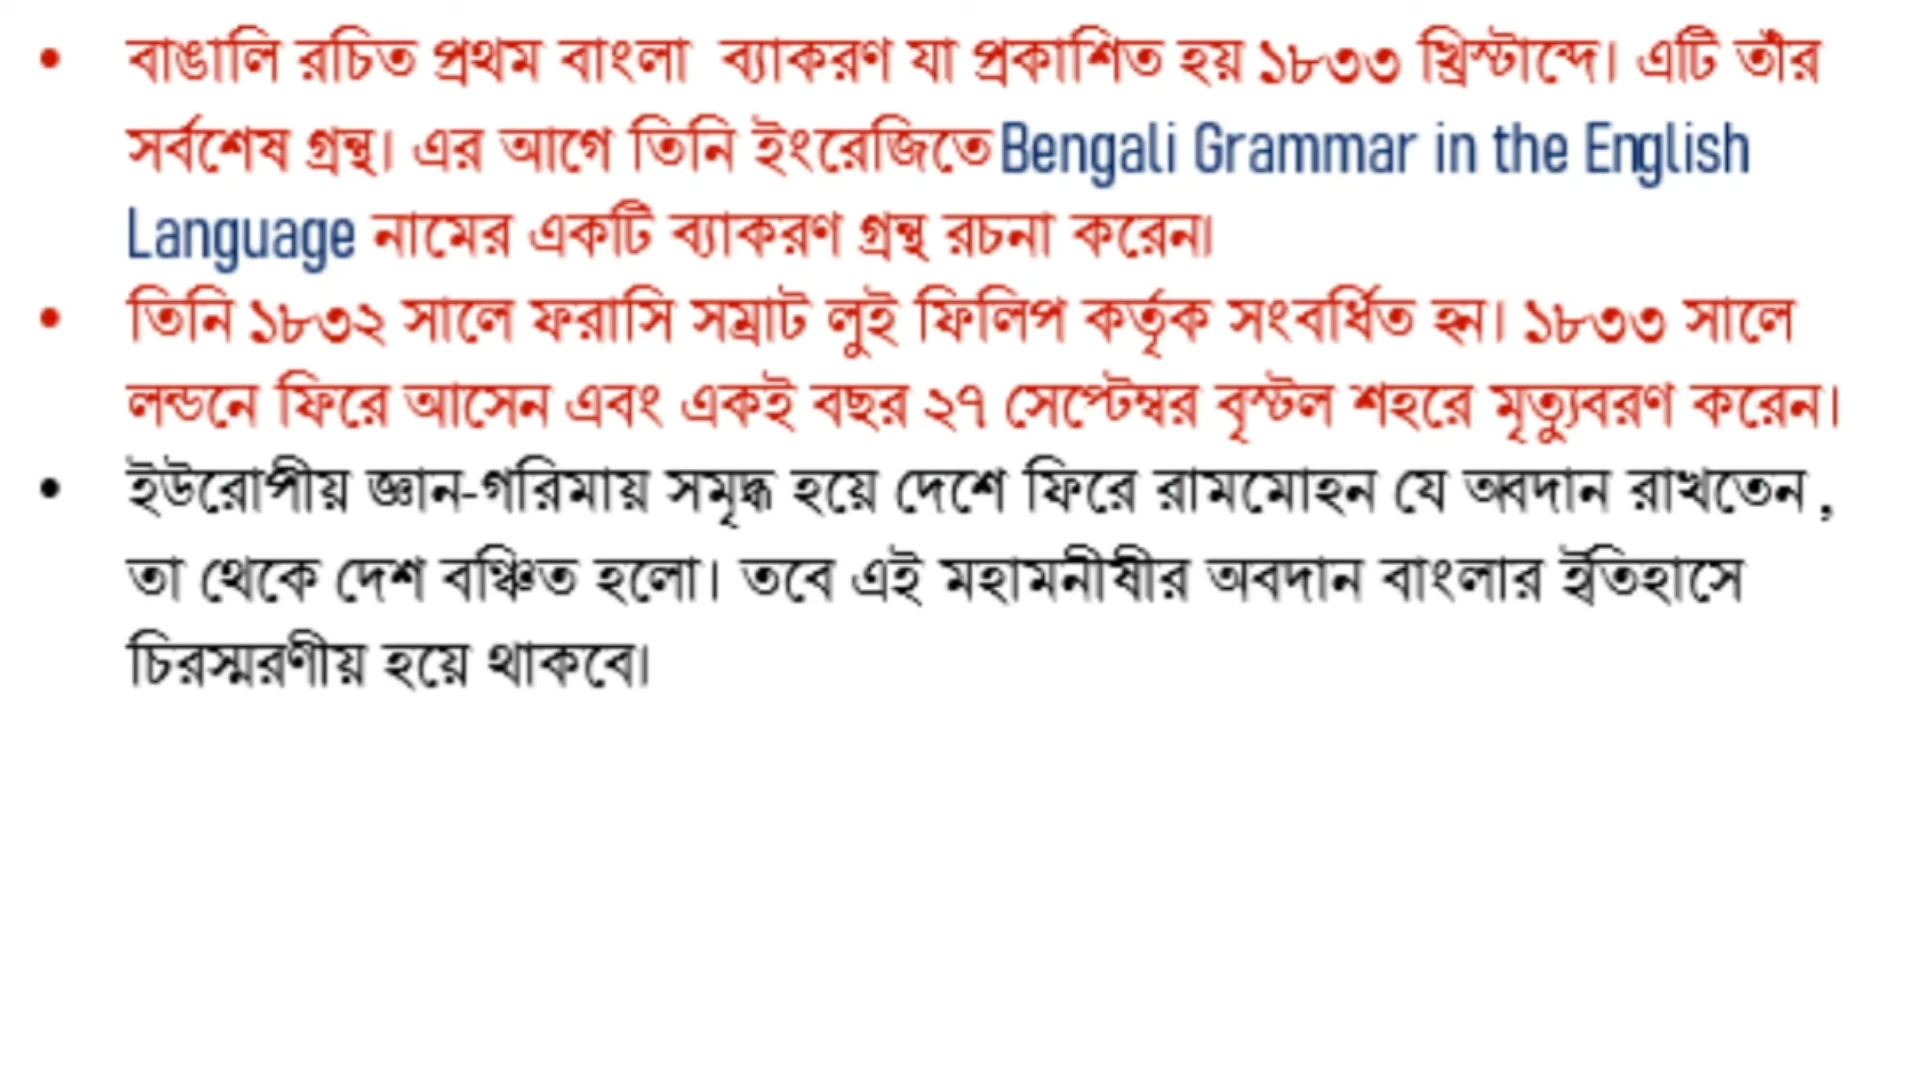 • বাঙালি রচিত প্রথম বাংলা ব্যাকরণ যা প্রকাশিত হয় ১৮৩৩ খ্রিস্টাব্দে। এটি তাঁর
সর্বশেষ গ্রন্থ। এর আগে তিনি ইংরেজিতে Bengali Grammar in the English
Language নামের একটি ব্যাকরণ গ্রন্থ রচনা করেন।
• তিনি ১৮৩২ সালে ফরাসি সম্রাট লুই ফিলিপ কর্তৃক সংবর্ধিত হন। ১৮৩৩ সালে
লন্ডনে ফিরে আসেন এবং একই বছর ২৭ সেপ্টেম্বর বৃস্টল শহরে মৃত্যুবরণ করেন।
• ইউরোপীয় জ্ঞান-গরিমায় সমৃদ্ধ হয়ে দেশে ফিরে রামমোহন যে অবদান রাখতেন ,
তা থেকে দেশ বঞ্চিত হলো। তবে এই মহামনীষীর অবদান বাংলার ইতিহাসে
চিরস্মরণীয় হয়ে থাকবে।